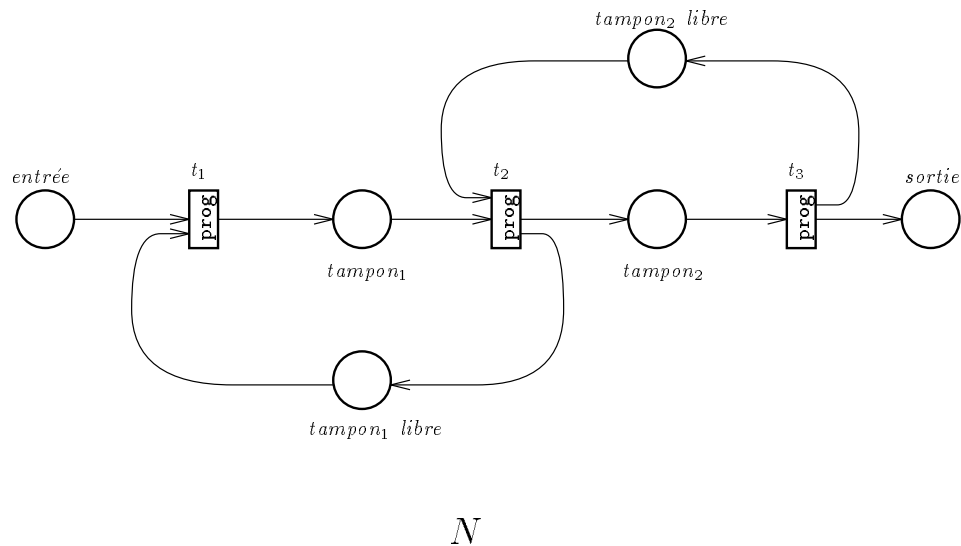 tampon₂ libre
t₁
t₂
t₃
entrée
sortie
prog
prog
prog
tampon₁
tampon₂
tampon₁ libre
N